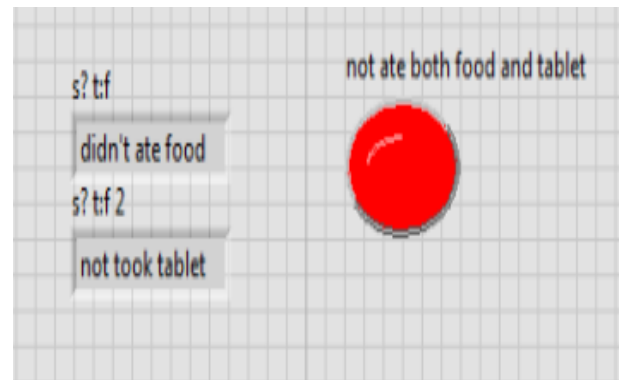 s? t:f
didn't ate food
s? t:f 2
not took tablet
not ate both food and tablet